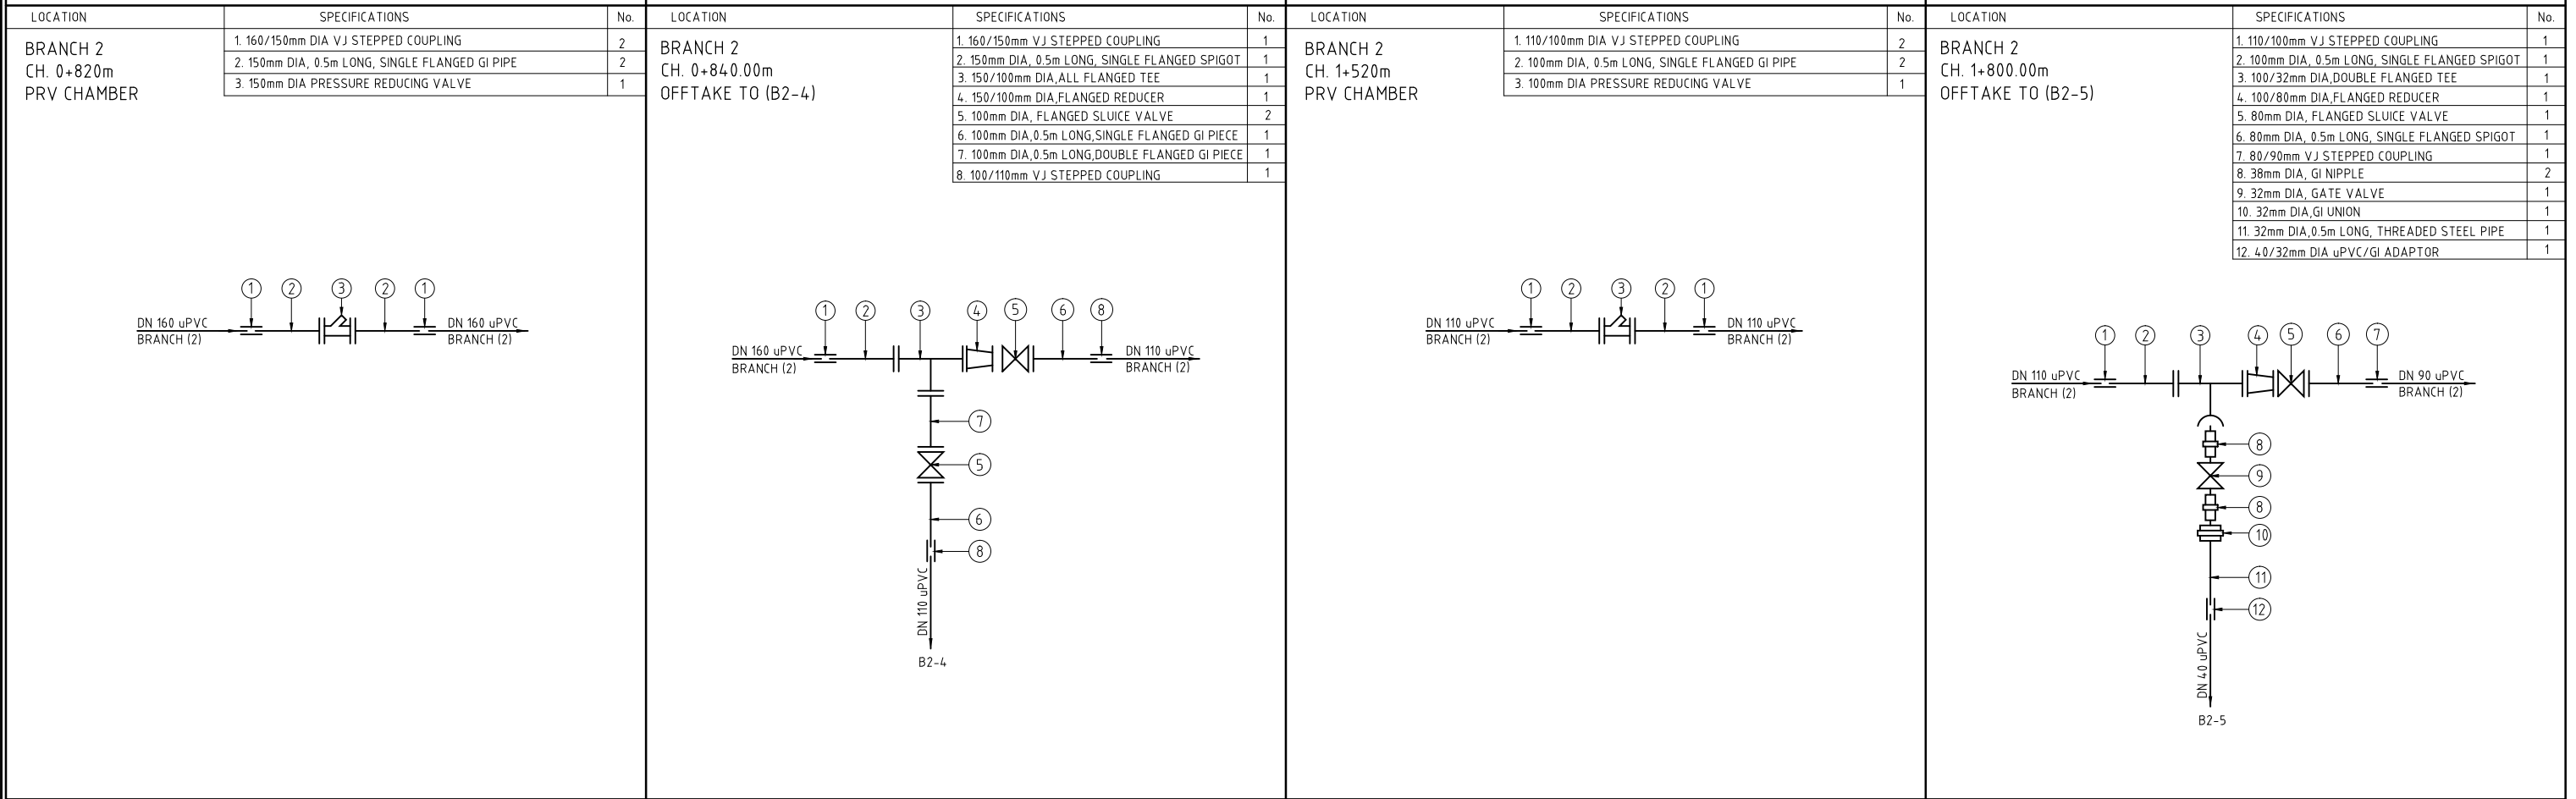 LOCATION SPECIFICATIONS No.
BRANCH 2
CH. 0+820m
PRV CHAMBER
1. 160/150mm DIA VJ STEPPED COUPLING 2
2. 150mm DIA, 0.5m LONG, SINGLE FLANGED GI PIPE 2
3. 150mm DIA PRESSURE REDUCING VALVE 1
1 2 3 2 1
DN 160 uPVC
BRANCH (2)
DN 160 uPVC
BRANCH (2)
LOCATION SPECIFICATIONS No.
BRANCH 2
CH. 0+840.00m
OFFTAKE TO (B2-4)
1. 160/150mm VJ STEPPED COUPLING 1
2. 150mm DIA, 0.5m LONG, SINGLE FLANGED SPIGOT 1
3. 150/100mm DIA,ALL FLANGED TEE 1
4. 150/100mm DIA,FLANGED REDUCER 1
5. 100mm DIA, FLANGED SLUICE VALVE 2
6. 100mm DIA,0.5m LONG,SINGLE FLANGED GI PIECE 1
7. 100mm DIA,0.5m LONG,DOUBLE FLANGED GI PIECE 1
8. 100/110mm VJ STEPPED COUPLING 1
1 2 3 4 5 6 8
DN 160 uPVC
BRANCH (2)
DN 110 uPVC
BRANCH (2)
7
5
6
8
DN 110 uPVC
B2-4
LOCATION SPECIFICATIONS No.
BRANCH 2
CH. 1+520m
PRV CHAMBER
1. 110/100mm DIA VJ STEPPED COUPLING 2
2. 100mm DIA, 0.5m LONG, SINGLE FLANGED GI PIPE 2
3. 100mm DIA PRESSURE REDUCING VALVE 1
1 2 3 2 1
DN 110 uPVC
BRANCH (2)
DN 110 uPVC
BRANCH (2)
LOCATION SPECIFICATIONS No.
BRANCH 2
CH. 1+800.00m
OFFTAKE TO (B2-5)
1. 110/100mm VJ STEPPED COUPLING 1
2. 100mm DIA, 0.5m LONG, SINGLE FLANGED SPIGOT 1
3. 100/32mm DIA,DOUBLE FLANGED TEE 1
4. 100/80mm DIA,FLANGED REDUCER 1
5. 80mm DIA, FLANGED SLUICE VALVE 1
6. 80mm DIA, 0.5m LONG, SINGLE FLANGED SPIGOT 1
7. 80/90mm VJ STEPPED COUPLING 1
8. 38mm DIA, GI NIPPLE 2
9. 32mm DIA, GATE VALVE 1
10. 32mm DIA,GI UNION 1
11. 32mm DIA,0.5m LONG, THREADED STEEL PIPE 1
12. 40/32mm DIA uPVC/GI ADAPTOR 1
1 2 3 4 5 6 7
DN 110 uPVC
BRANCH (2)
DN 90 uPVC
BRANCH (2)
8
9
8
10
11
12
DN 40 uPVC
B2-5